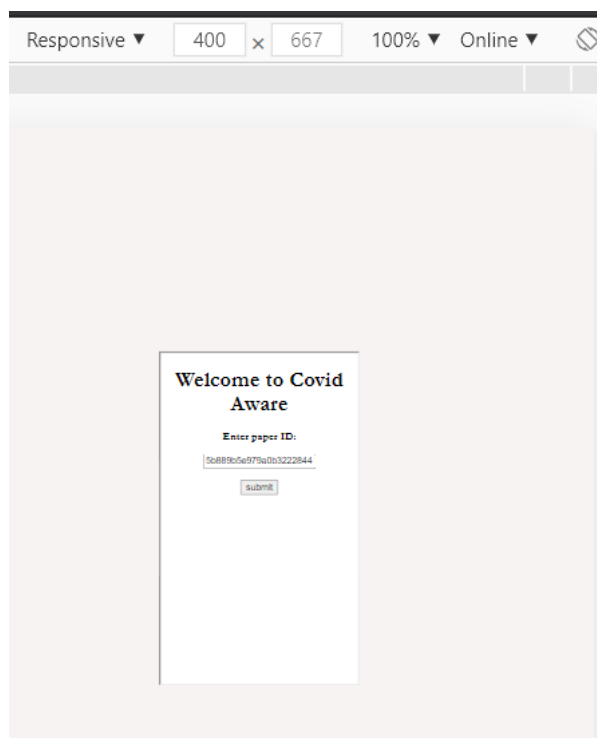 Responsive ▼ 400 × 667 100% ▼ Online ▼
Welcome to Covid
Aware
Enter paper ID:
5b889b5e979a0b3222844
submit